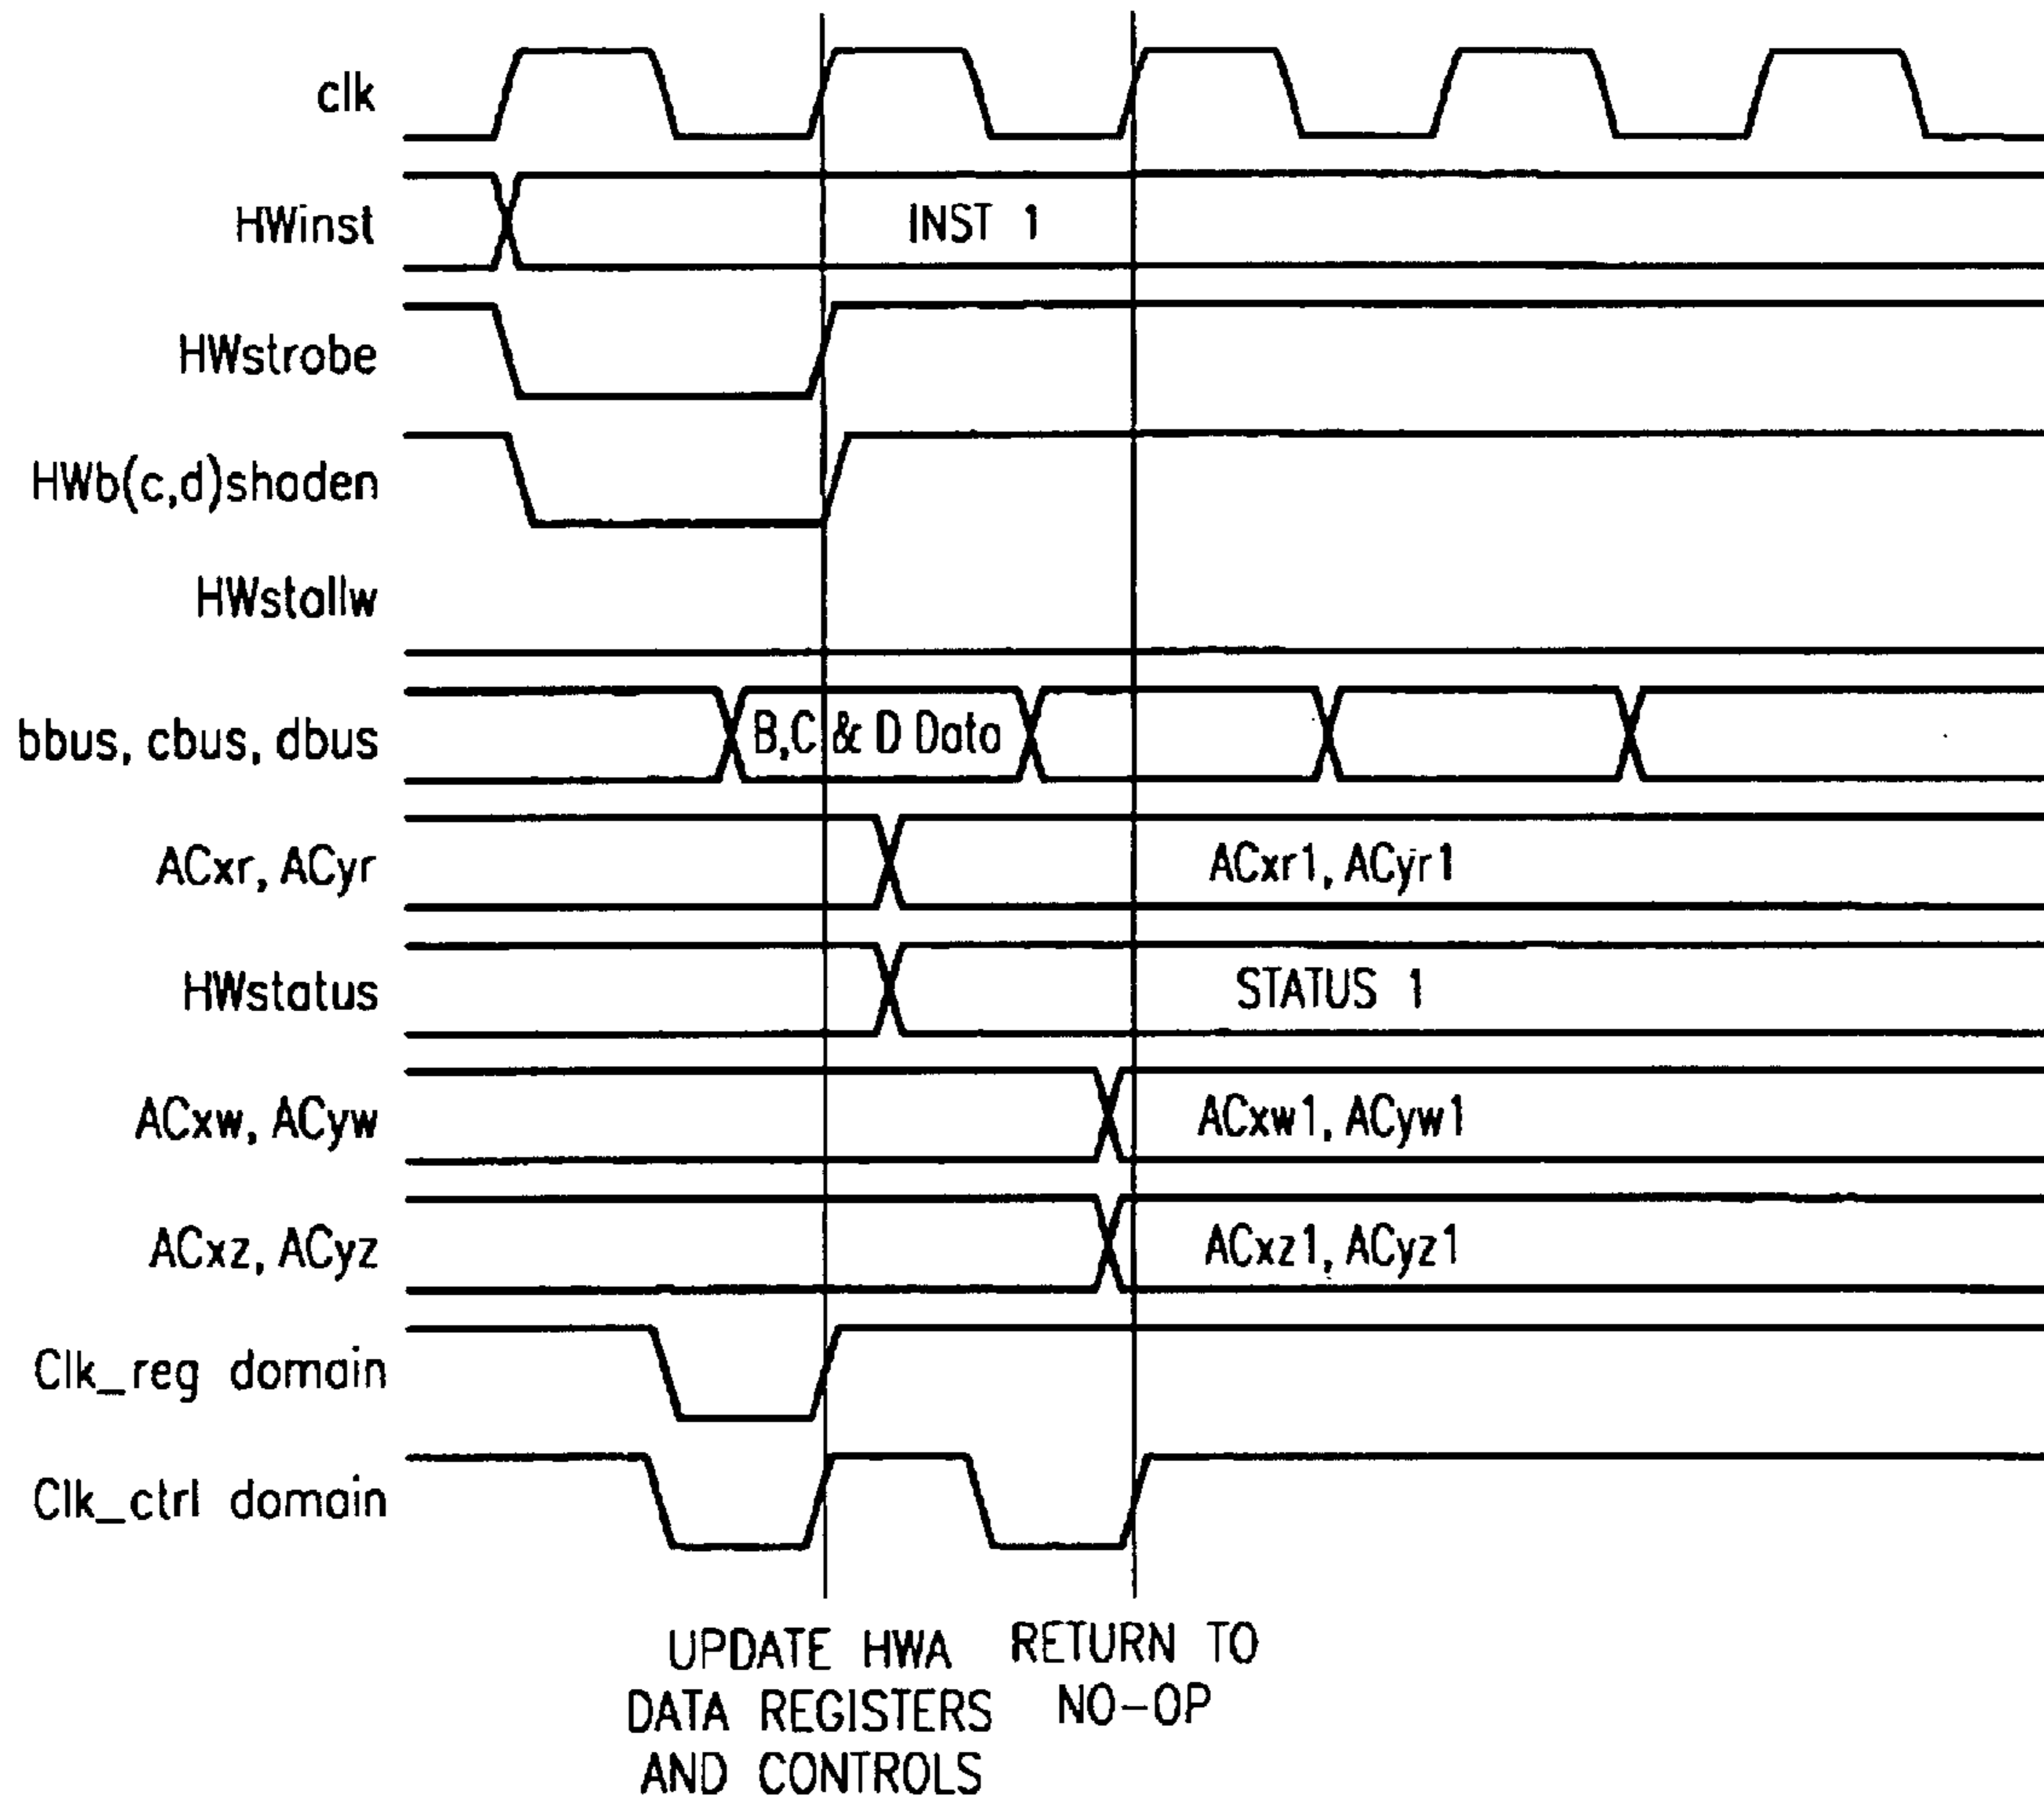 clk
HWinst
INST 1
HWstrobe
HWb(c,d)shaden
HWstallw
bbus, cbus, dbus
B,C & D Data
ACxr, ACyr
ACxr1, ACyr1
HWstatus
STATUS 1
ACxw, ACyw
ACxw1, ACyw1
ACxz, ACyz
ACxz1, ACyz1
Clk_reg domain
Clk_ctrl domain
UPDATE HWA
DATA REGISTERS
AND CONTROLS
RETURN TO
NO-OP